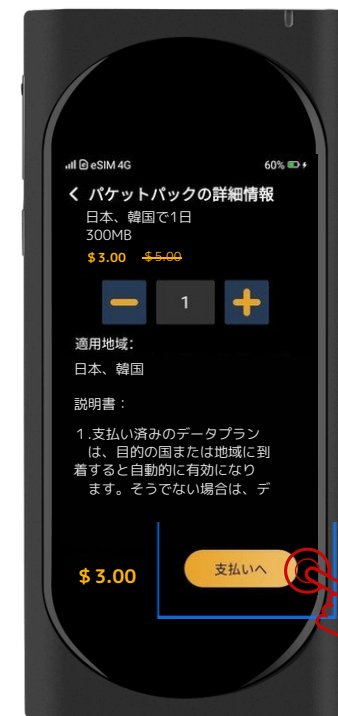 eSIM 4G 60%
パケットパックの詳細情報
日本、韓国で1日
300MB
$3.00 $5.00
1
適用地域:
日本、韓国
説明書：
1.支払い済みのデータプラン
は、目的の国または地域に到
着すると自動的に有効になり
ます。そうでない場合は、デ
$3.00 支払いへ